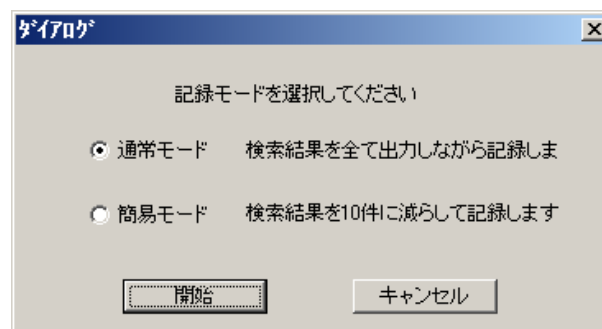 ﾀﾞｲｱﾛｸﾞ
記録モードを選択してください
通常モード 検索結果を全て出力しながら記録しま
簡易モード 検索結果を10件に減らして記録します
開始 キャンセル